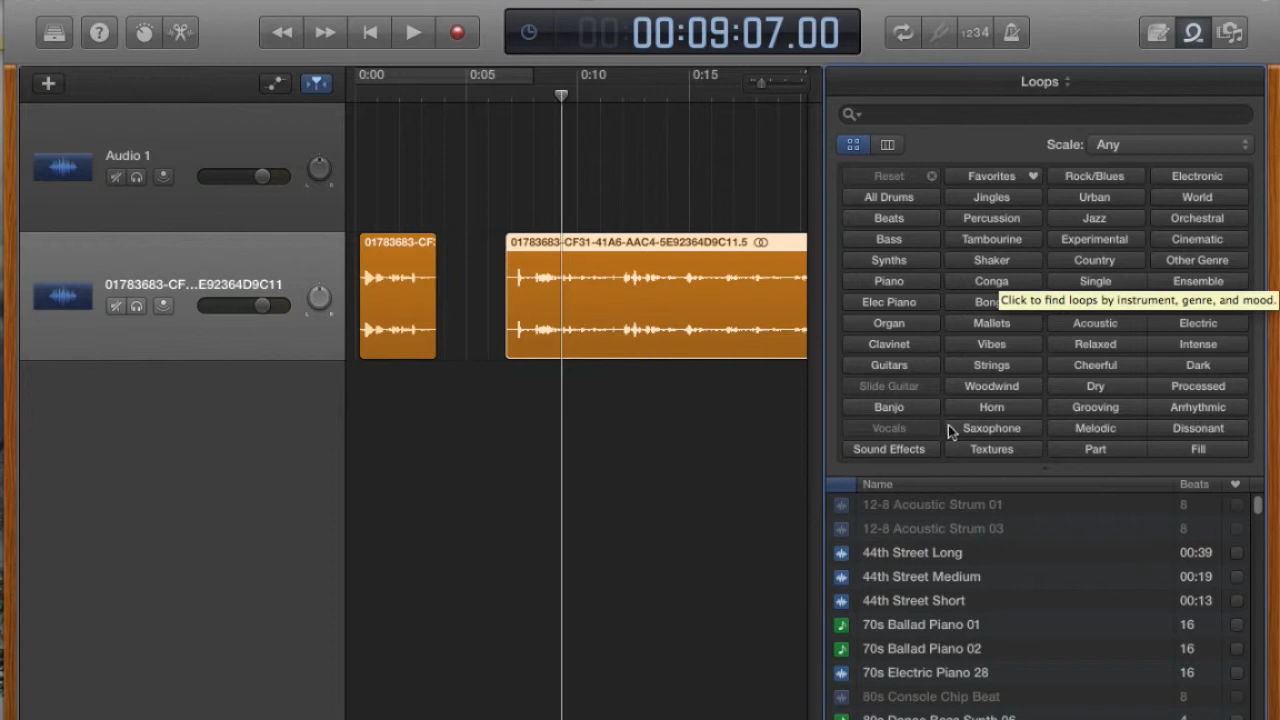 ?
1234
00:09:07.00
0:00 0:05 0:10 0:15
Audio 1
L R
01783683-CF...E92364D9C11
L R
01783683-CF:
01783683-CF31-41A6-AAC4-5E92364D9C11.5
Loops
Scale: Any
Reset Favorites Rock/Blues Electronic
All Drums Jingles Urban World
Beats Percussion Jazz Orchestral
Bass Tambourine Experimental Cinematic
Synths Shaker Country Other Genre
Piano Conga Single Ensemble
Elec Piano Bon
Click to find loops by instrument, genre, and mood.
Organ Mallets Acoustic Electric
Clavinet Vibes Relaxed Intense
Guitars Strings Cheerful Dark
Slide Guitar Woodwind Dry Processed
Banjo Horn Grooving Arrhythmic
Vocals Saxophone Melodic Dissonant
Sound Effects Textures Part Fill
Name Beats
12-8 Acoustic Strum 01 8
12-8 Acoustic Strum 03 8
44th Street Long 00:39
44th Street Medium 00:19
44th Street Short 00:13
70s Ballad Piano 01 16
70s Ballad Piano 02 16
70s Electric Piano 28 16
80s Console Chip Beat 8
80s Dance Bass Synth 06